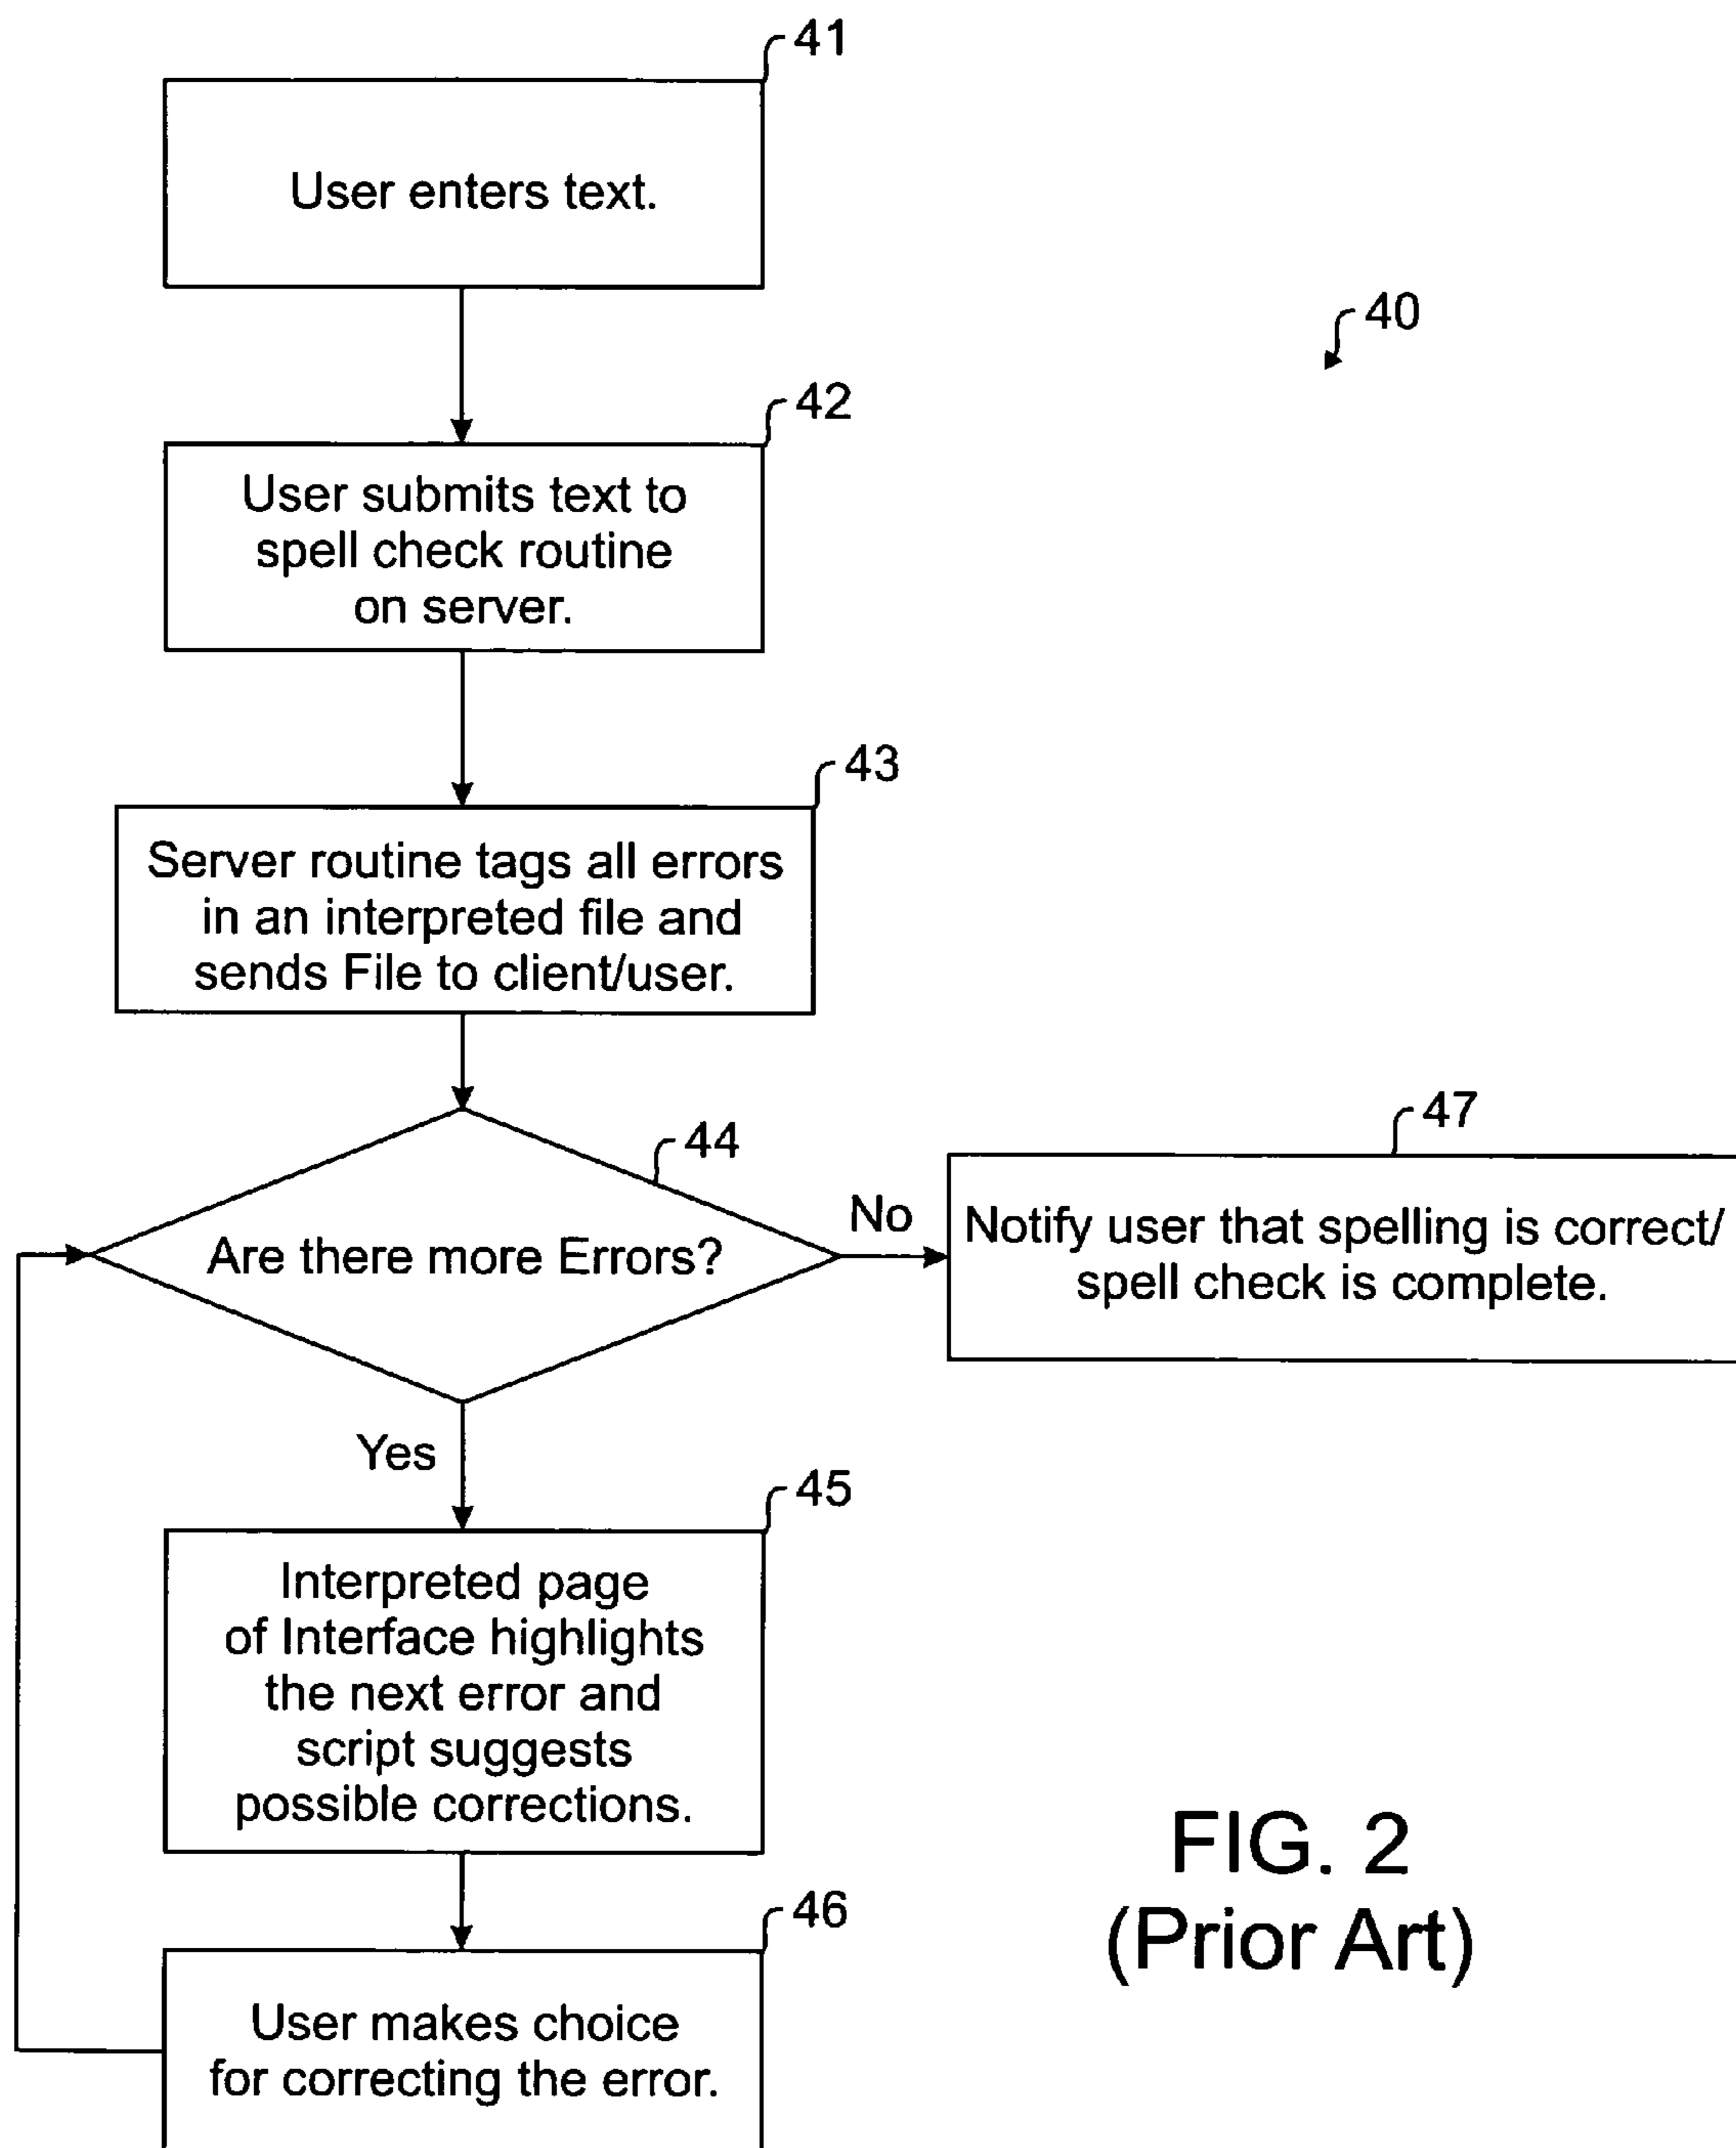 41
User enters text.
40
42
User submits text to
spell check routine
on server.
43
Server routine tags all errors
in an interpreted file and
sends File to client/user.
44
Are there more Errors?
No
47
Notify user that spelling is correct/
spell check is complete.
Yes
45
Interpreted page
of Interface highlights
the next error and
script suggests
possible corrections.
46
User makes choice
for correcting the error.
FIG. 2
(Prior Art)